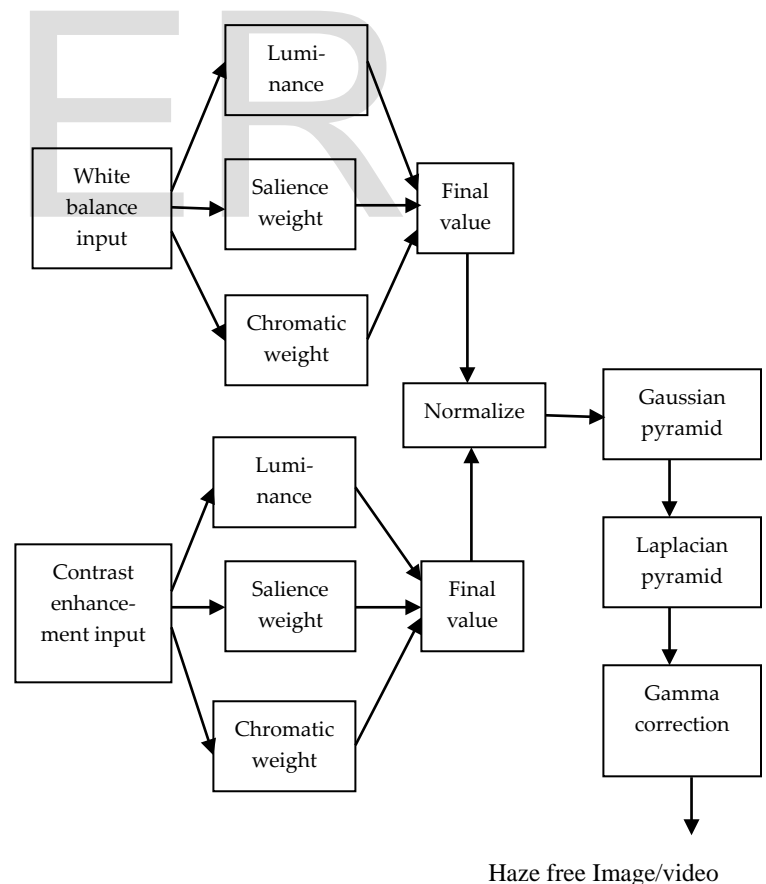 ER
Lumi-
nance
White
balance
input
Salience
weight
Final
value
Chromatic
weight
Normalize
Gaussian
pyramid
Lumi-
nance
Contrast
enhance-
ment input
Salience
weight
Final
value
Laplacian
pyramid
Chromatic
weight
Gamma
correction
Haze free Image/video